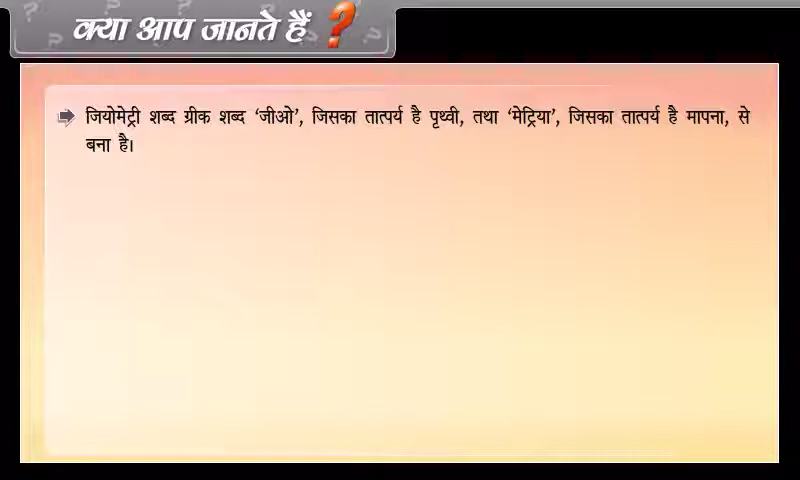 क्या आप जानते हैं ?
जियोमेट्री शब्द ग्रीक शब्द ‘जीओ’, जिसका तात्पर्य है पृथ्वी, तथा ‘मेट्रिया’, जिसका तात्पर्य है मापना, से
बना है।